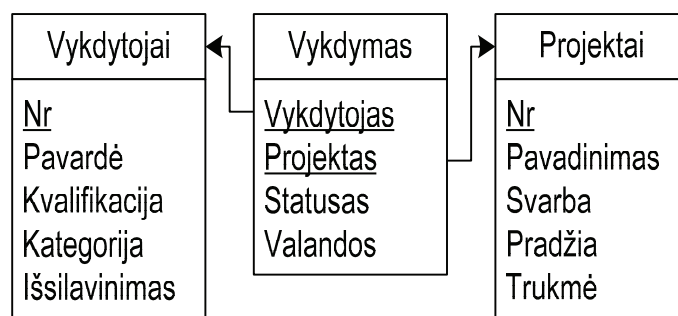 Vykdytojai
Nr
Pavardė
Kvalifikacija
Kategorija
Išsilavinimas
Vykdymas
Vykdytojas
Projektas
Statusas
Valandos
Projektai
Nr
Pavadinimas
Svarba
Pradžia
Trukmė